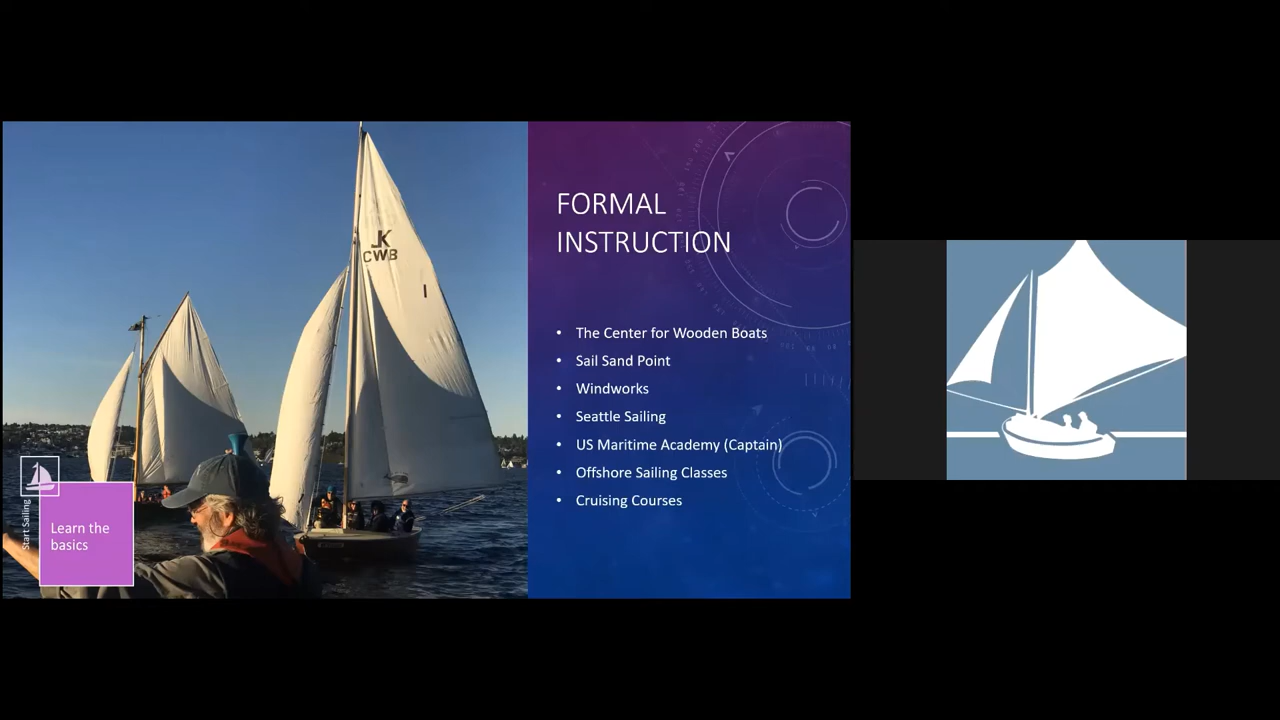 JK
CWB
I
Start Sailing
Learn the
basics
FORMAL
INSTRUCTION
• The Center for Wooden Boats
• Sail Sand Point
• Windworks
• Seattle Sailing
• US Maritime Academy (Captain)
• Offshore Sailing Classes
• Cruising Courses